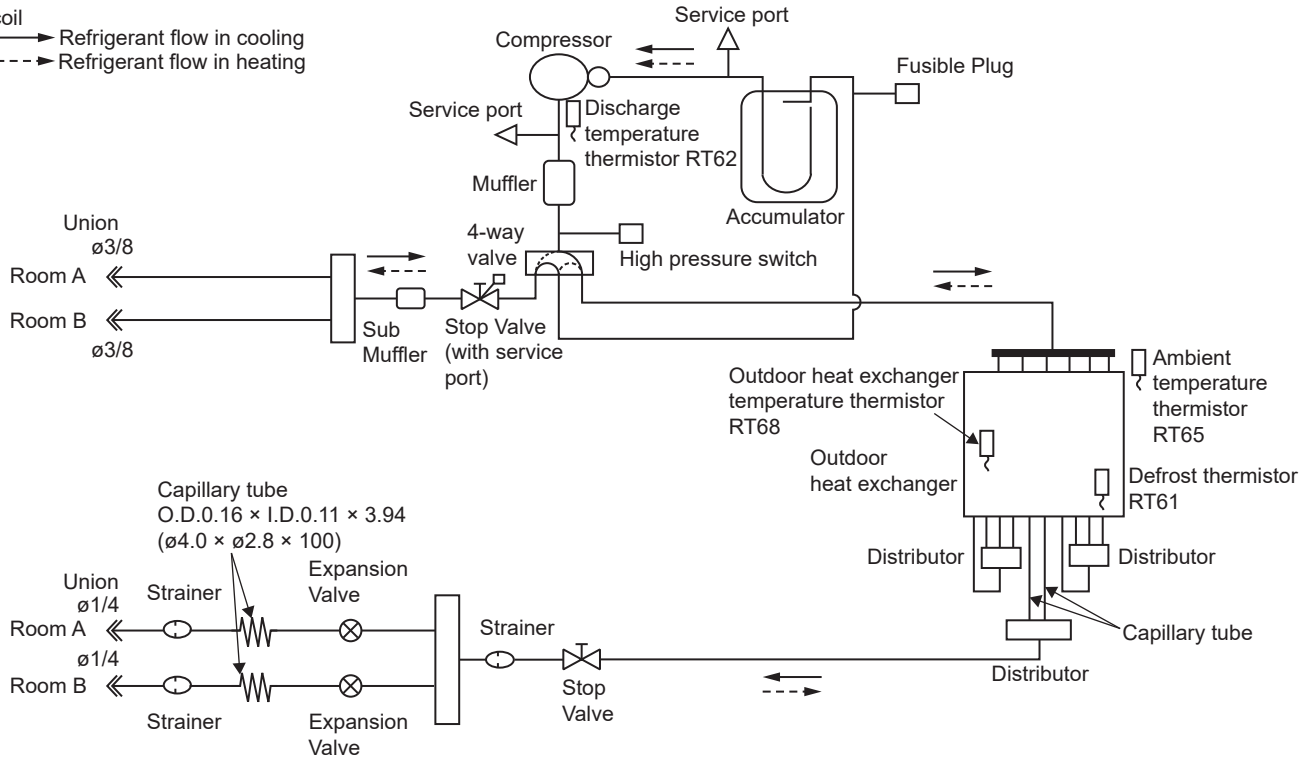 coil
Refrigerant flow in cooling
Refrigerant flow in heating
Service port
Compressor
Fusible Plug
Service port
Discharge
temperature
thermistor RT62
Muffler
Accumulator
4-way
valve
High pressure switch
Union
ø3/8
Room A
Room B
ø3/8
Sub
Muffler
Stop Valve
(with service
port)
Outdoor heat exchanger
temperature thermistor
RT68
Ambient
temperature
thermistor
RT65
Outdoor
heat exchanger
Defrost thermistor
RT61
Distributor
Distributor
Capillary tube
Distributor
Capillary tube
O.D.0.16 × I.D.0.11 × 3.94
(ø4.0 × ø2.8 × 100)
Union
ø1/4
Strainer
Expansion
Valve
Room A
ø1/4
Room B
Strainer
Expansion
Valve
Strainer
Stop
Valve